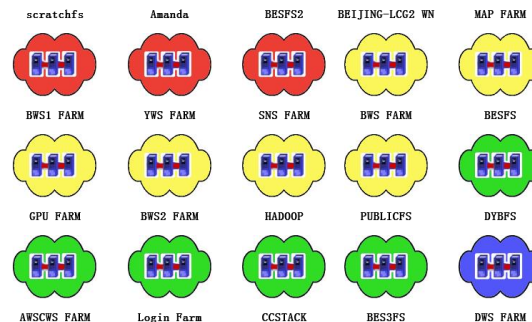 scratchfs Amanda BESFS2 BEIJING-LCG2 WN MAP FARM
BWS1 FARM YWS FARM SNS FARM BWS FARM BESFS
GPU FARM BWS2 FARM HADOOP PUBLICFS DYBFS
AWSCWS FARM Login Farm CCSTACK BES3FS DWS FARM